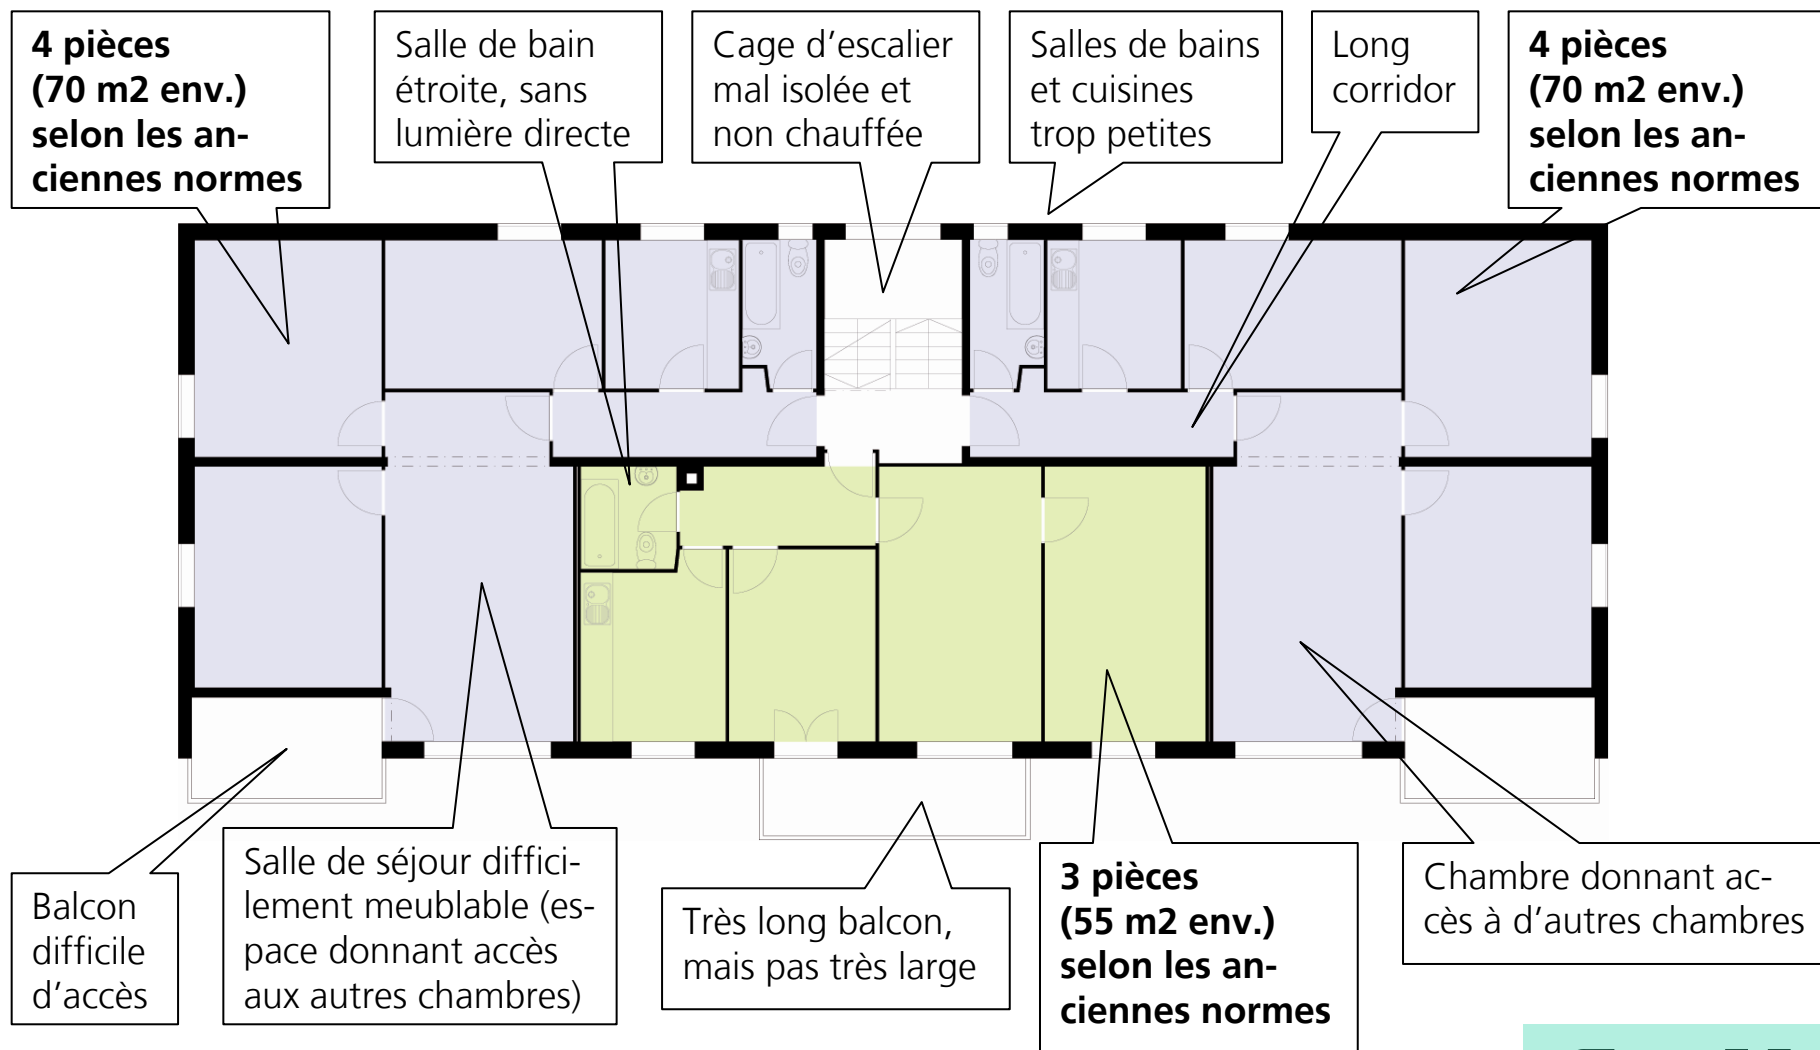 4 pièces
(70 m2 env.)
selon les an-
ciennes normes
Salle de bain
étroite, sans
lumière directe
Cage d’escalier
mal isolée et
non chauffée
Salles de bains
et cuisines
trop petites
Long
corridor
4 pièces
(70 m2 env.)
selon les an-
ciennes normes
Balcon
difficile
d’accès
Salle de séjour diffici-
lement meublable (es-
pace donnant accès
aux autres chambres)
Très long balcon,
mais pas très large
3 pièces
(55 m2 env.)
selon les an-
ciennes normes
Chambre donnant ac-
cès à d’autres chambres